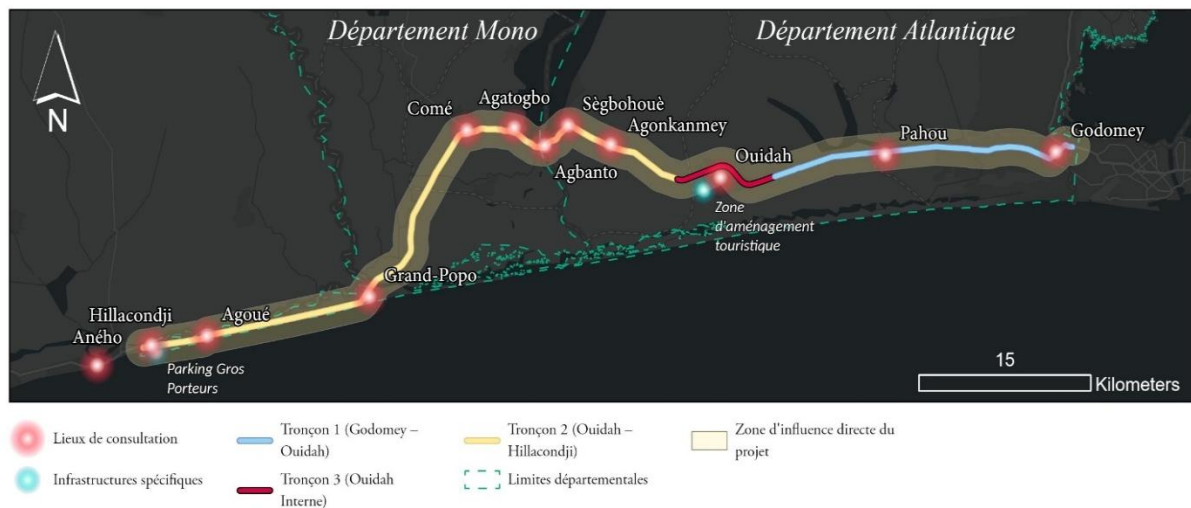 Département Mono
Département Atlantique
N
Comé
Agatogbo
Sègbohouè
Agonkanmey
Agbanto
Ouidah
Pahou
Godomey
Zone
d'aménagement
touristique
Grand-Popo
Hillacondji
Agoué
Aného
Parking Gros
Porteurs
15
Kilometers
Lieux de consultation
Tronçon 1 (Godomey –
Ouidah)
Tronçon 2 (Ouidah –
Hillacondji)
Zone d'influence directe du
projet
Infrastructures spécifiques
Tronçon 3 (Ouidah
Interne)
Limites départementales